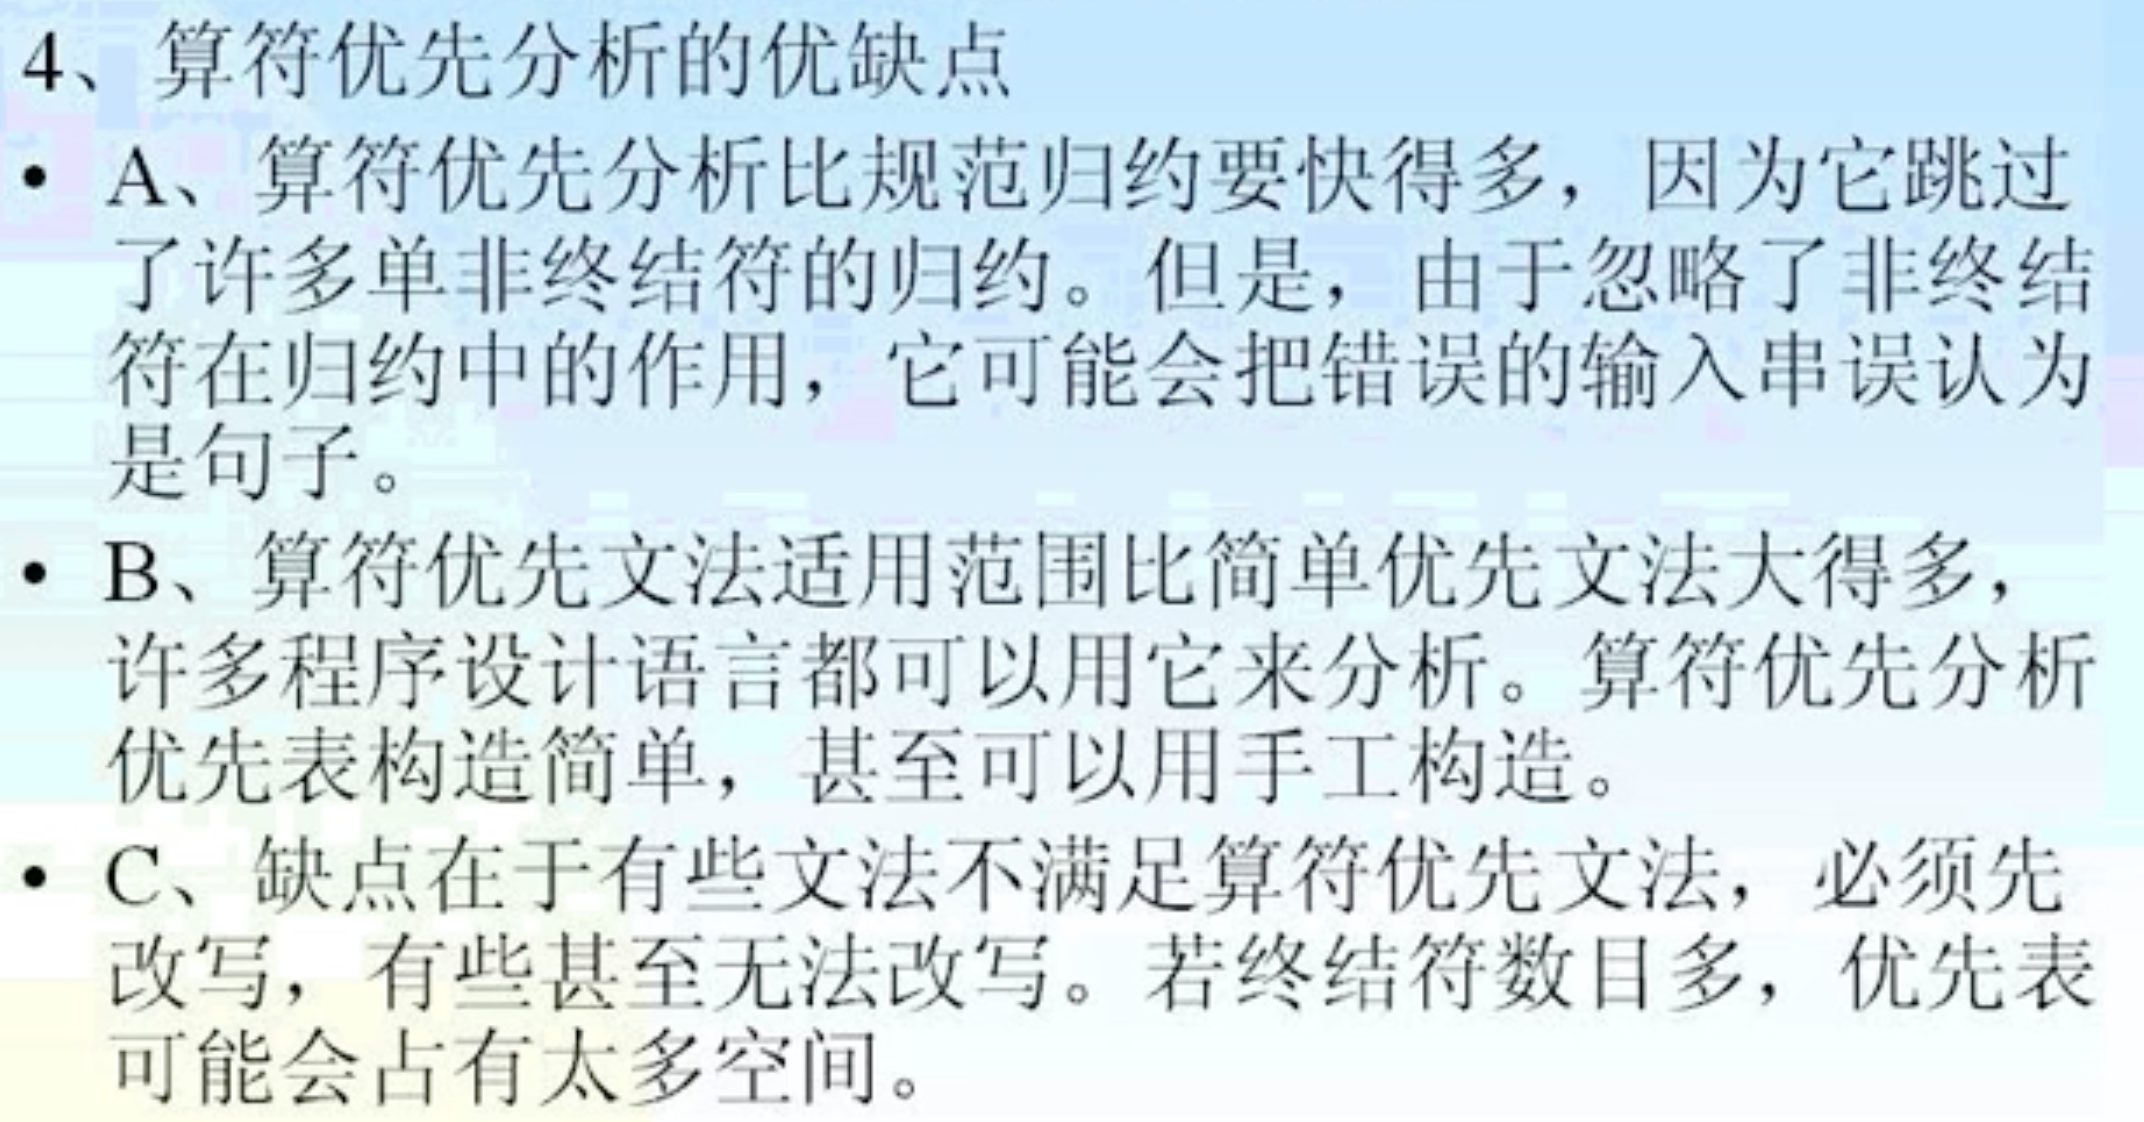 4、算符优先分析的优缺点
• A、算符优先分析比规范归约要快得多，因为它跳过
了许多单非终结符的归约。但是，由于忽略了非终结
符在归约中的作用，它可能会把错误的输入串误认为
是句子。
• B、算符优先文法适用范围比简单优先文法大得多，
许多程序设计语言都可以用它来分析。算符优先分析
优先表构造简单，甚至可以用手工构造。
• C、缺点在于有些文法不满足算符优先文法，必须先
改写，有些甚至无法改写。若终结符数目多，优先表
可能会占有太多空间。